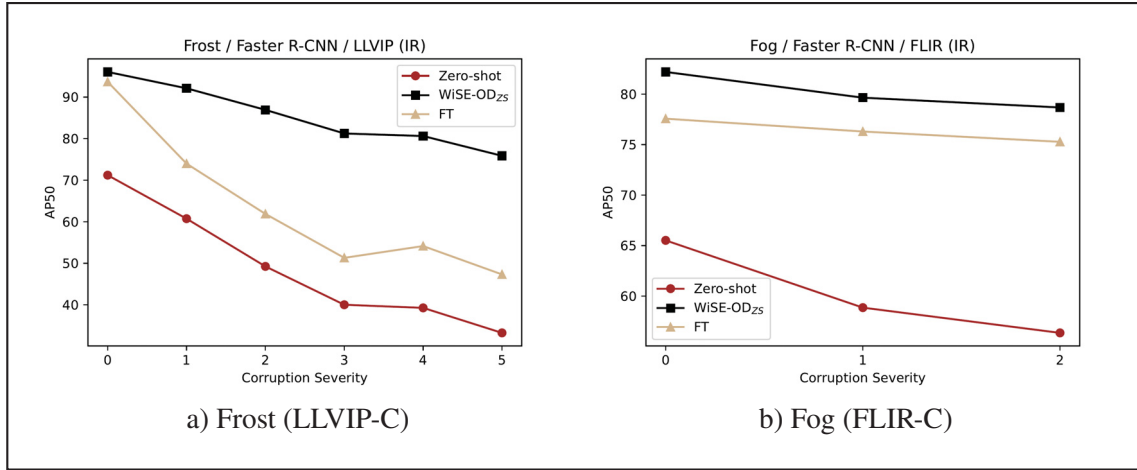 Frost / Faster R-CNN / LLVIP (IR)
90
80
70
60
50
40
AP50
0 1 2 3 4 5
Corruption Severity
Zero-shot
WiSE-OD_ZS
FT
a) Frost (LLVIP-C)
Fog / Faster R-CNN / FLIR (IR)
80
75
70
65
60
AP50
0 1 2
Corruption Severity
Zero-shot
WiSE-OD_ZS
FT
b) Fog (FLIR-C)